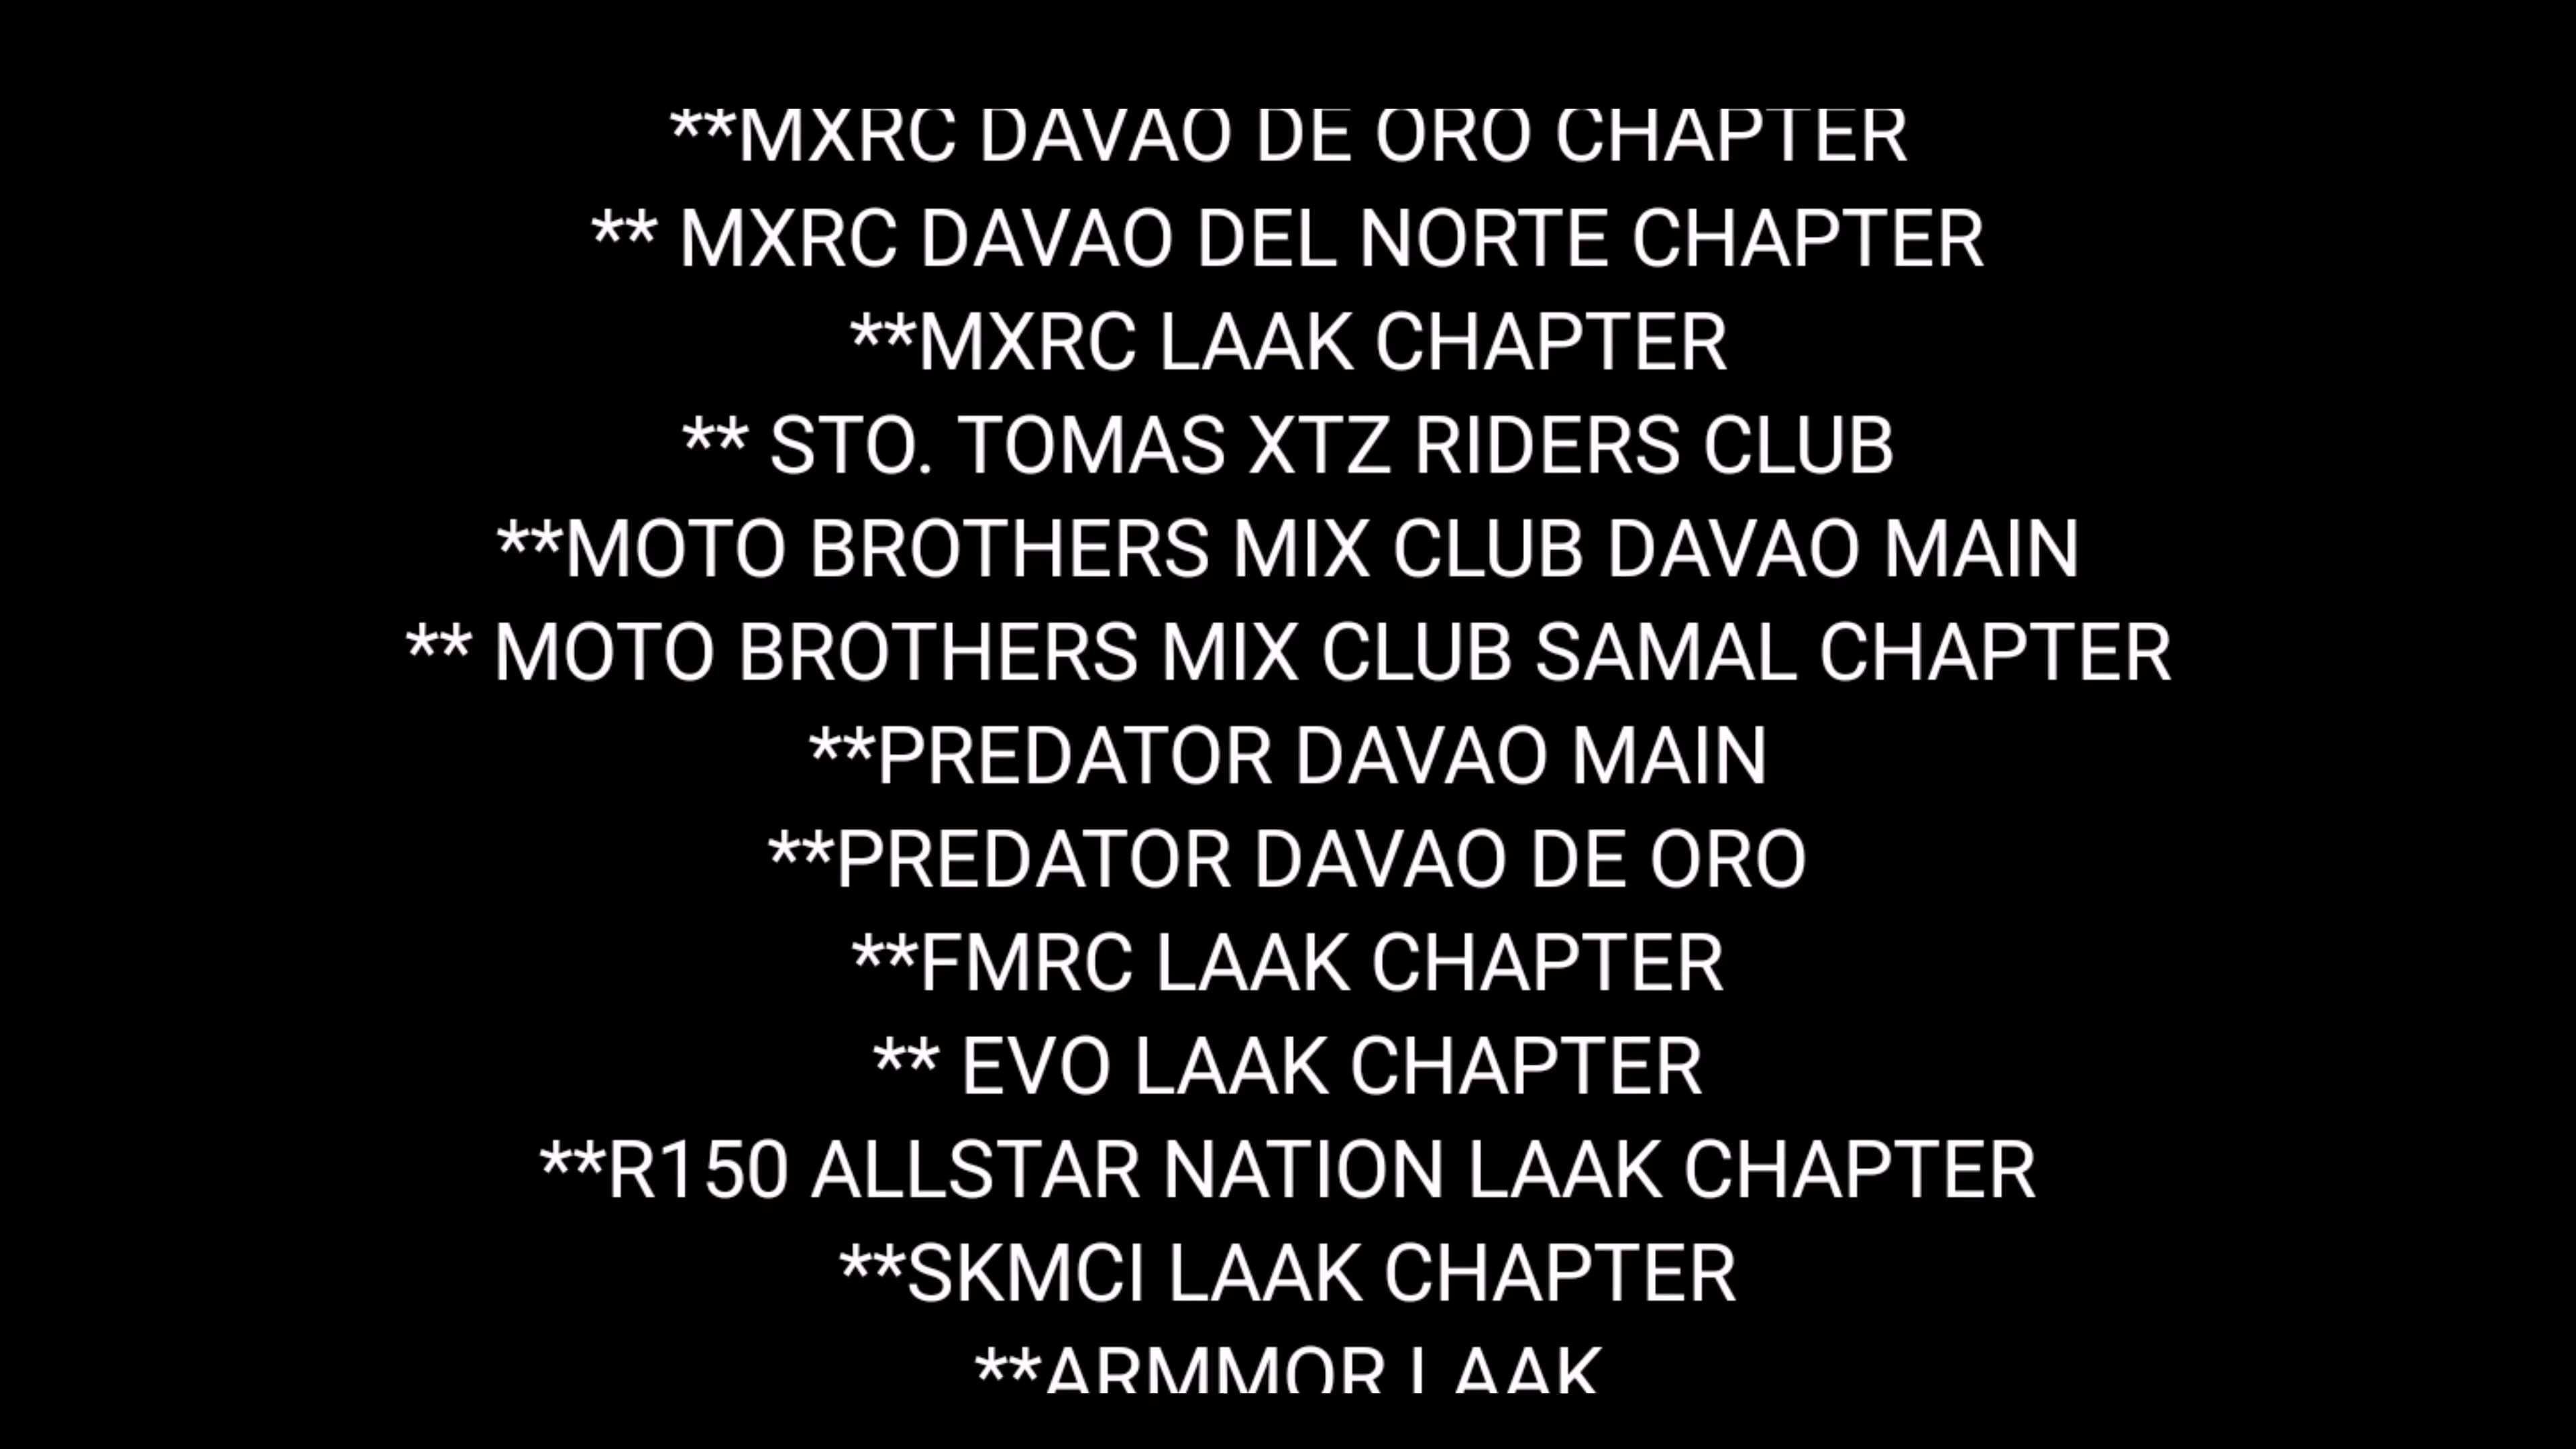 **MXRC DAVAO DE ORO CHAPTER
** MXRC DAVAO DEL NORTE CHAPTER
**MXRC LAAK CHAPTER
** STO. TOMAS XTZ RIDERS CLUB
**MOTO BROTHERS MIX CLUB DAVAO MAIN
** MOTO BROTHERS MIX CLUB SAMAL CHAPTER
**PREDATOR DAVAO MAIN
**PREDATOR DAVAO DE ORO
**FMRC LAAK CHAPTER
** EVO LAAK CHAPTER
**R150 ALLSTAR NATION LAAK CHAPTER
**SKMCI LAAK CHAPTER
**ARMMOR LAAK